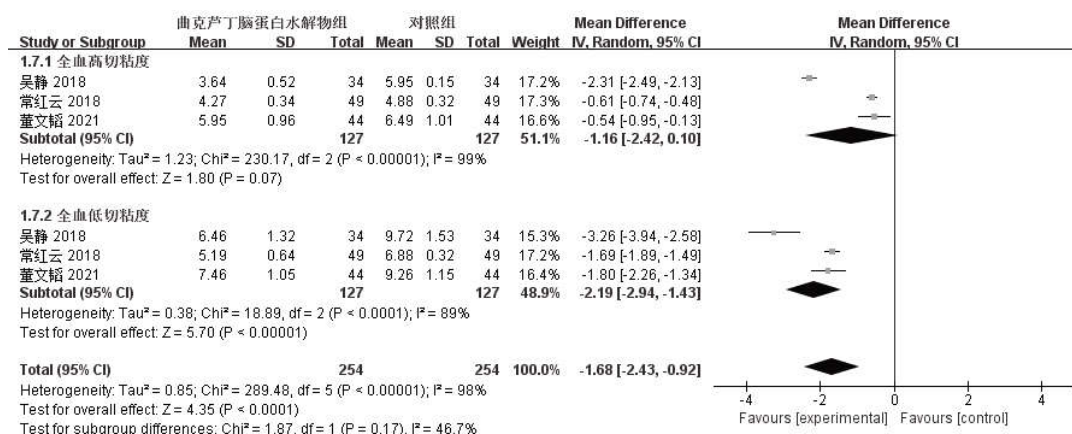 曲克芦丁脑蛋白水解物组 对照组 Mean Difference Mean Difference
Study or Subgroup Mean SD Total Mean SD Total Weight IV, Random, 95% CI IV, Random, 95% CI
1.7.1 全血高切粘度
吴静 2018 3.64 0.52 34 5.95 0.15 34 17.2% -2.31 [-2.49, -2.13]
常红云 2018 4.27 0.34 49 4.88 0.32 49 17.3% -0.61 [-0.74, -0.48]
董文韬 2021 5.95 0.96 44 6.49 1.01 44 16.6% -0.54 [-0.95, -0.13]
Subtotal (95% CI) 127 127 51.1% -1.16 [-2.42, 0.10]
Heterogeneity: Tau² = 1.23; Chi² = 230.17, df = 2 (P < 0.00001); I² = 99%
Test for overall effect: Z = 1.80 (P = 0.07)
1.7.2 全血低切粘度
吴静 2018 6.46 1.32 34 9.72 1.53 34 15.3% -3.26 [-3.94, -2.58]
常红云 2018 5.19 0.64 49 6.88 0.32 49 17.2% -1.69 [-1.89, -1.49]
董文韬 2021 7.46 1.05 44 9.26 1.15 44 16.4% -1.80 [-2.26, -1.34]
Subtotal (95% CI) 127 127 48.9% -2.19 [-2.94, -1.43]
Heterogeneity: Tau² = 0.38; Chi² = 18.89, df = 2 (P < 0.0001); I² = 89%
Test for overall effect: Z = 5.70 (P < 0.00001)
Total (95% CI) 254 254 100.0% -1.68 [-2.43, -0.92]
Heterogeneity: Tau² = 0.85; Chi² = 289.48, df = 5 (P < 0.00001); I² = 98%
Test for overall effect: Z = 4.35 (P < 0.0001)
Test for subgroup differences: Chi² = 1.87, df = 1 (P = 0.17), I² = 46.7%
-4 -2 0 2 4
Favours [experimental] Favours [control]